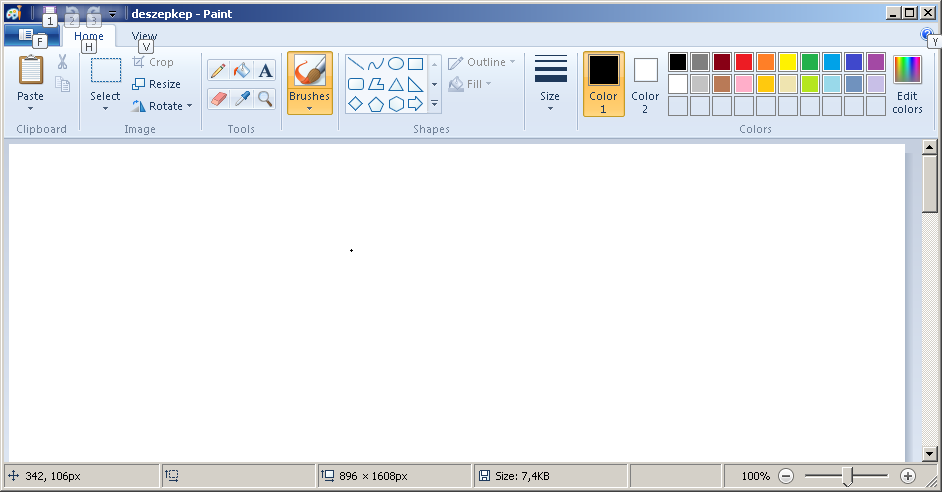 1 2 3 deszepkep - Paint
F Home View Y
H V
Paste
Select
Crop
Resize
Rotate
A
Brushes
Outline
Fill
Size
Color 1
Color 2
Edit colors
Clipboard Image Tools Shapes Colors
342, 106px 896 × 1608px Size: 7,4KB 100%